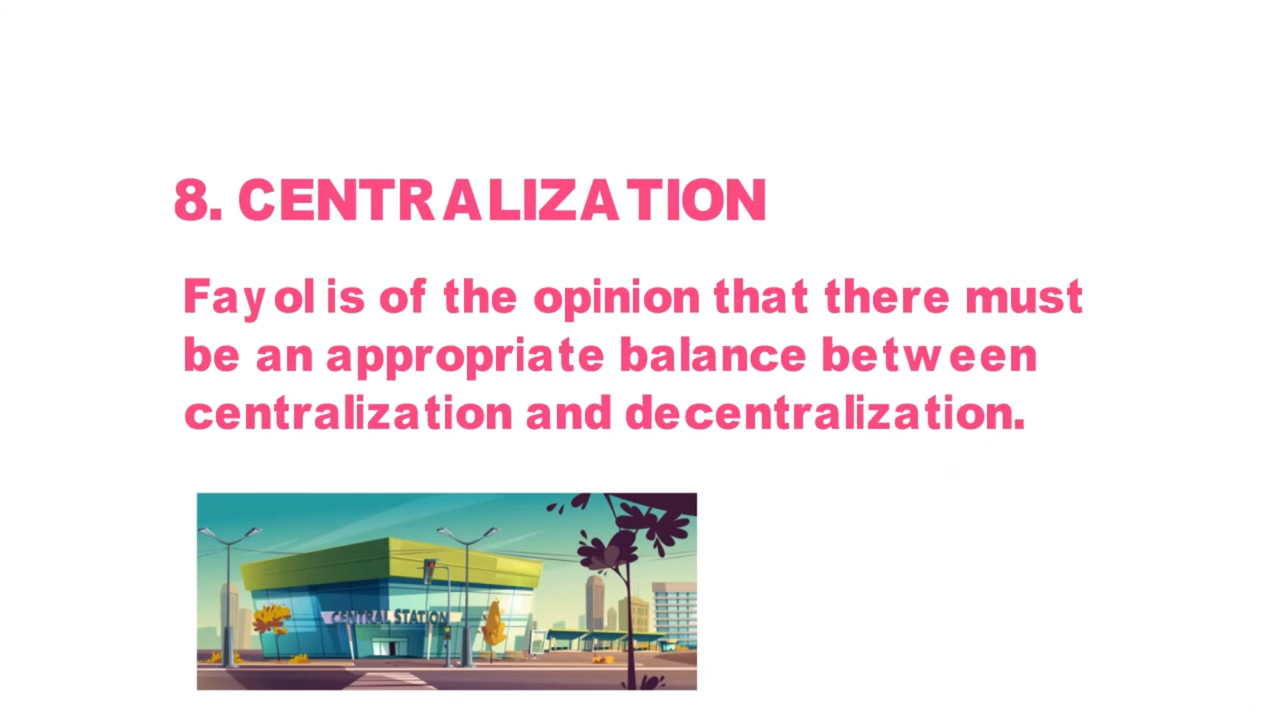 8. CENTRALIZATION
Fayol is of the opinion that there must
be an appropriate balance between
centralization and decentralization.
CENTRAL STATION